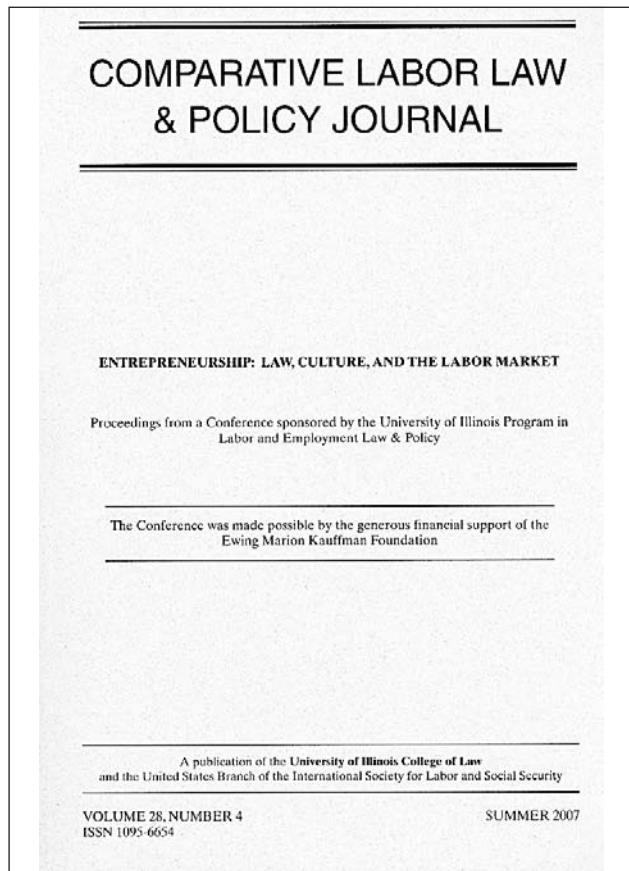 COMPARATIVE LABOR LAW
& POLICY JOURNAL
ENTREPRENEURSHIP: LAW, CULTURE, AND THE LABOR MARKET
Proceedings from a Conference sponsored by the University of Illinois Program in
Labor and Employment Law & Policy
The Conference was made possible by the generous financial support of the
Ewing Marion Kauffman Foundation
A publication of the University of Illinois College of Law
and the United States Branch of the International Society for Labor and Social Security
VOLUME 28, NUMBER 4 SUMMER 2007
ISSN 1095-6654